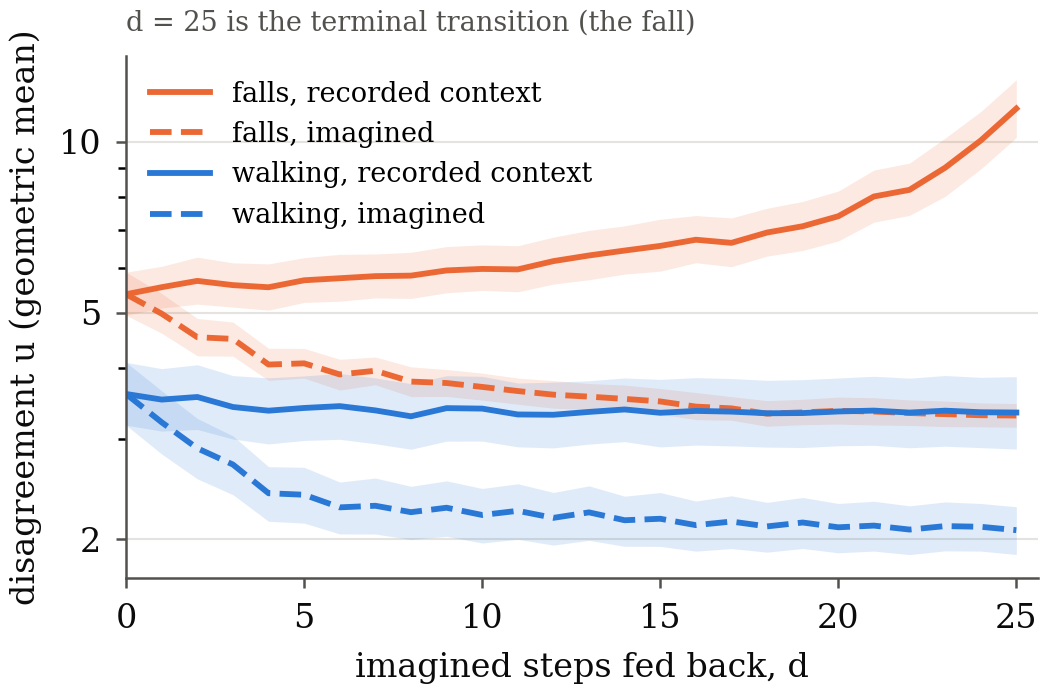 d = 25 is the terminal transition (the fall)
disagreement u (geometric mean)
10
5
2
falls, recorded context
falls, imagined
walking, recorded context
walking, imagined
0 5 10 15 20 25
imagined steps fed back, d